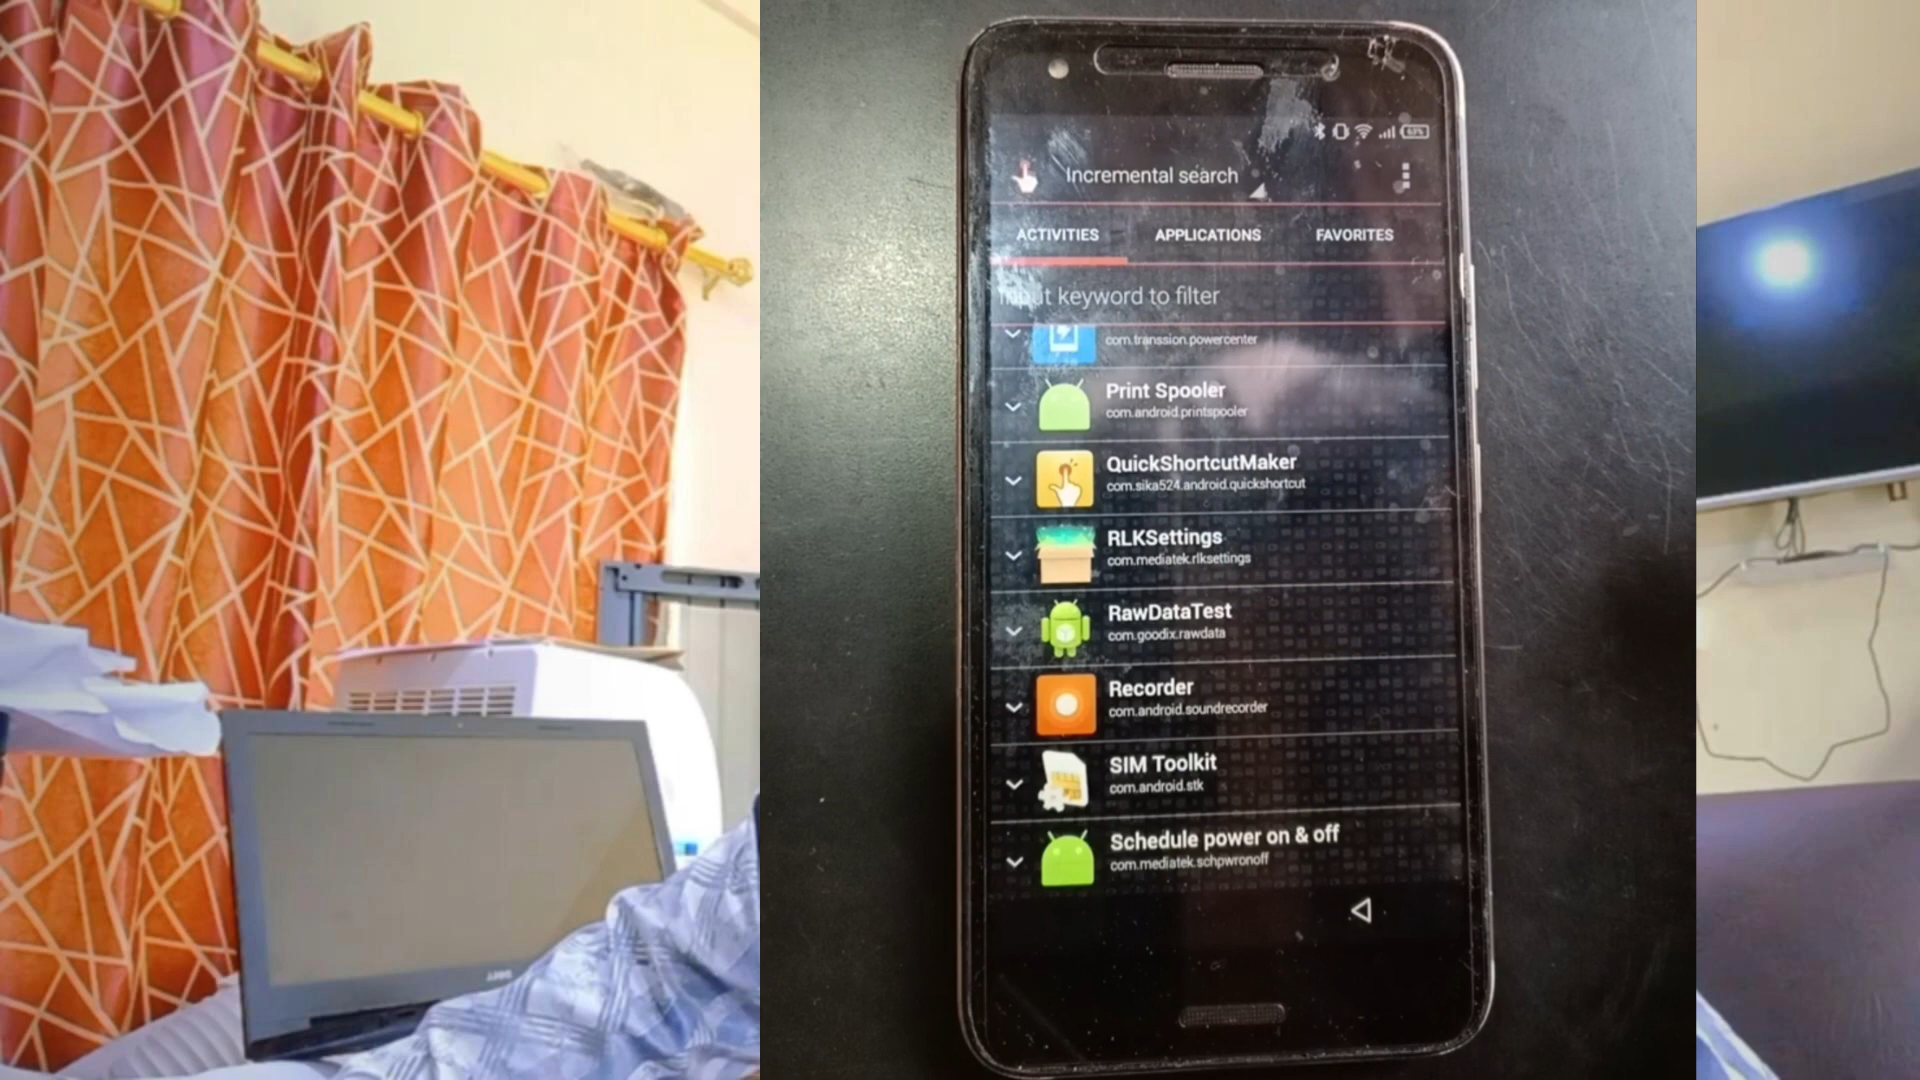 63%
Incremental search
ACTIVITIES APPLICATIONS FAVORITES
Input keyword to filter
com.transsion.powercenter
Print Spooler
com.android.printspooler
QuickShortcutMaker
com.sika524.android.quickshortcut
RLKSettings
com.mediatek.rlksettings
RawDataTest
com.goodix.rawdata
Recorder
com.android.soundrecorder
SIM Toolkit
com.android.stk
Schedule power on & off
com.mediatek.schpwronoff
DELL